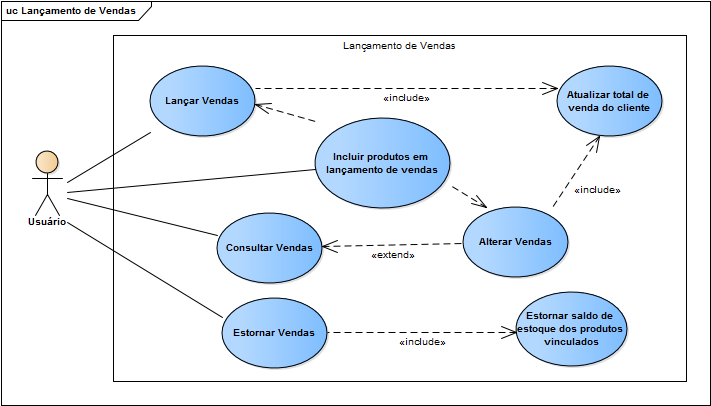 uc Lançamento de Vendas
Lançamento de Vendas
Lançar Vendas
«include»
Atualizar total de
venda do cliente
Incluir produtos em
lançamento de vendas
«include»
Usuário
Consultar Vendas
«extend»
Alterar Vendas
Estornar Vendas
«include»
Estornar saldo de
estoque dos produtos
vinculados